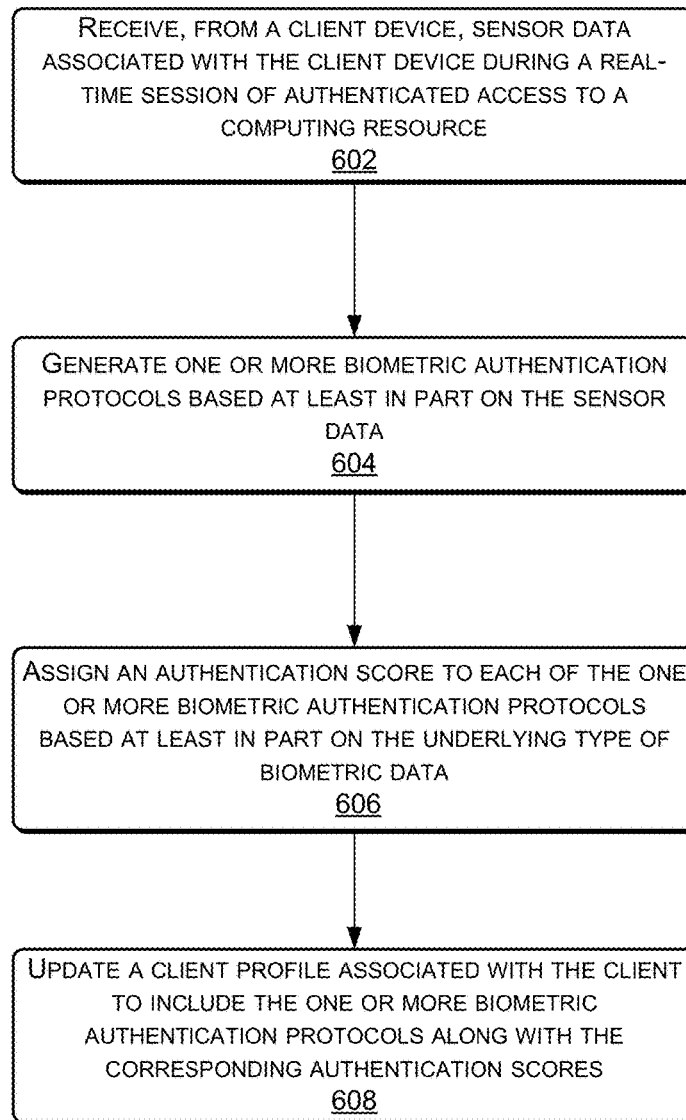 RECEIVE, FROM A CLIENT DEVICE, SENSOR DATA
ASSOCIATED WITH THE CLIENT DEVICE DURING A REAL-
TIME SESSION OF AUTHENTICATED ACCESS TO A
COMPUTING RESOURCE
602
GENERATE ONE OR MORE BIOMETRIC AUTHENTICATION
PROTOCOLS BASED AT LEAST IN PART ON THE SENSOR
DATA
604
ASSIGN AN AUTHENTICATION SCORE TO EACH OF THE ONE
OR MORE BIOMETRIC AUTHENTICATION PROTOCOLS
BASED AT LEAST IN PART ON THE UNDERLYING TYPE OF
BIOMETRIC DATA
606
UPDATE A CLIENT PROFILE ASSOCIATED WITH THE CLIENT
TO INCLUDE THE ONE OR MORE BIOMETRIC
AUTHENTICATION PROTOCOLS ALONG WITH THE
CORRESPONDING AUTHENTICATION SCORES
608